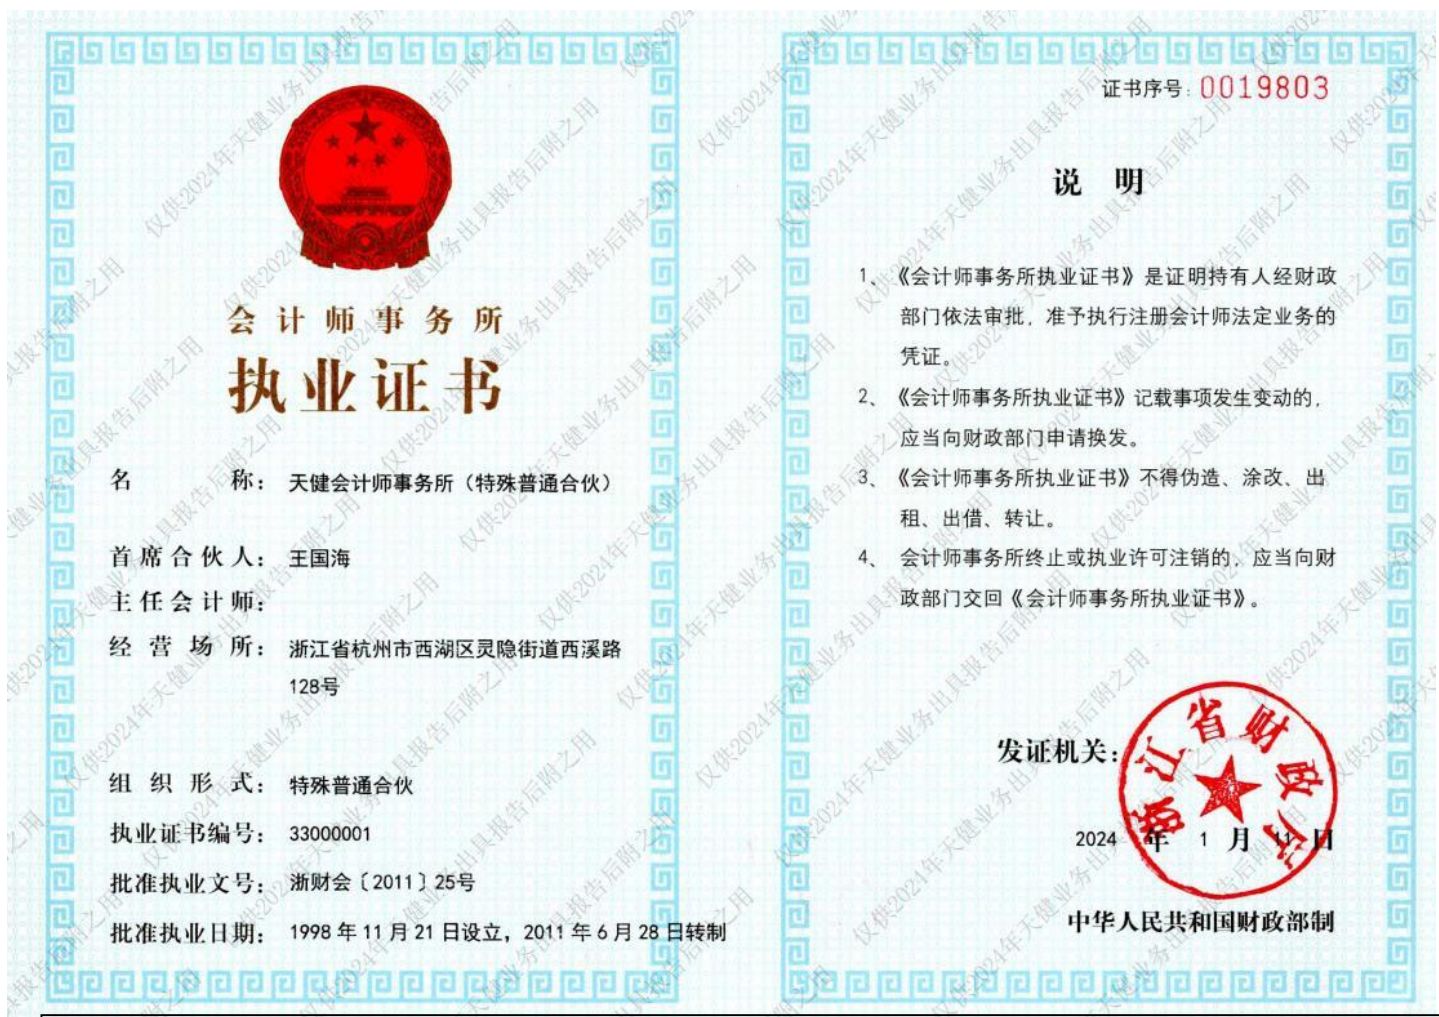 会计师事务所
执业证书
名称：天健会计师事务所（特殊普通合伙）
首席合伙人：王国海
主任会计师：
经营场所：浙江省杭州市西湖区灵隐街道西溪路
128号
组织形式：特殊普通合伙
执业证书编号：33000001
批准执业文号：浙财会〔2011〕25号
批准执业日期：1998年11月21日设立，2011年6月28日转制
证书序号：0019803
说明
1、《会计师事务所执业证书》是证明持有人经财政
部门依法审批，准予执行注册会计师法定业务的
凭证。
2、《会计师事务所执业证书》记载事项发生变动的，
应当向财政部门申请换发。
3、《会计师事务所执业证书》不得伪造、涂改、出
租、出借、转让。
4、会计师事务所终止或执业许可注销的，应当向财
政部门交回《会计师事务所执业证书》。
发证机关：
浙江省财政厅
2024年1月11日
中华人民共和国财政部制
仅供2024年天健业务出具报告后附之用